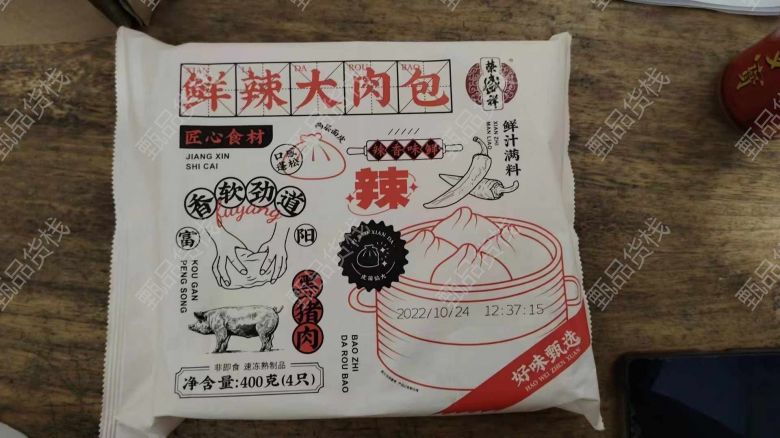 XIAN LA DA ROU BAO
鲜辣大肉包
荣盛祥
匠心食材
JIANG XIN
SHI CAI
口感
蓬松
辣香味鲜
鲜汁满料
XIAN ZHI
MAN LIAO
辣
香软劲道
fuyang
富阳
KOU GAN
PENG SONG
黑猪肉
2022/10/24 12:37:15
BAO ZHI
DA ROU BAO
非即食 速冻熟制品
净含量:400克(4只)
好味甄选
HAO WEI ZHEN XUAN
甄品货栈